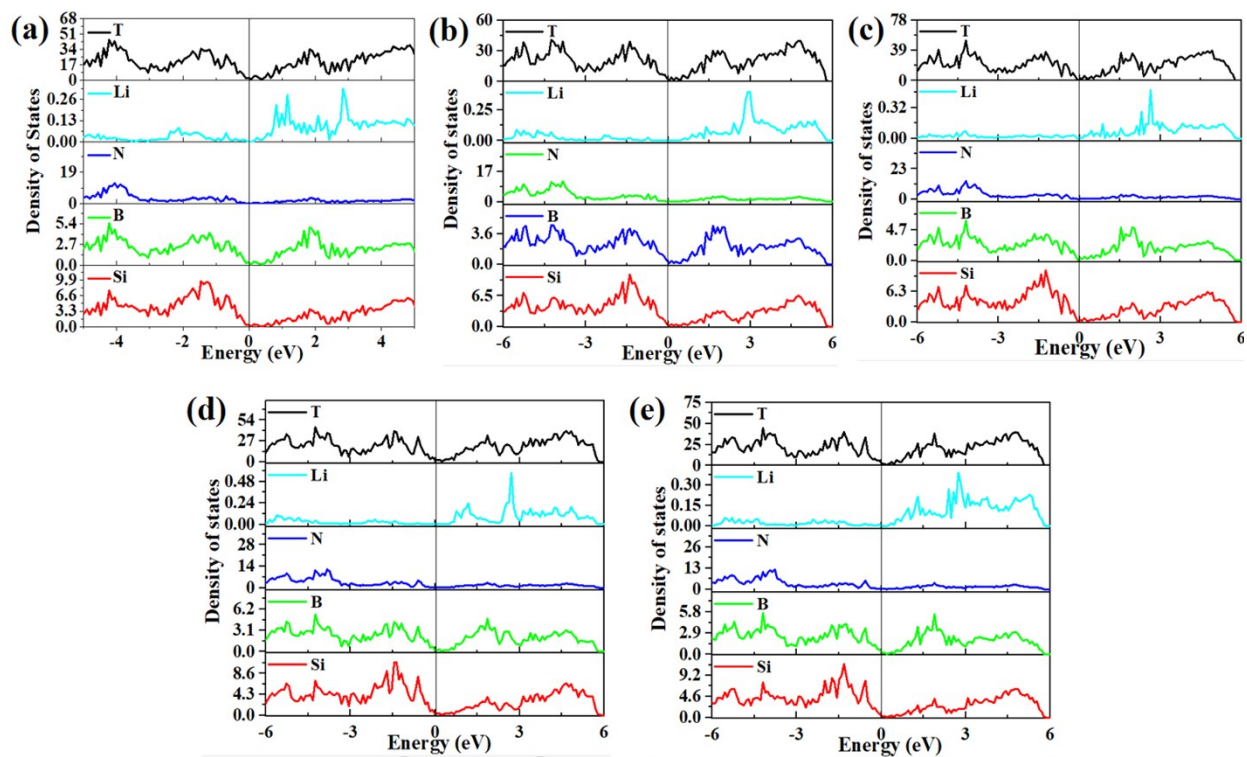 (a)
Density of States
68
51
34
17
0
T
0.26
0.13
0.00
Li
19
0
N
5.4
2.7
0.0
B
9.9
6.6
3.3
0.0
Si
-4 -2 0 2 4
Energy (eV)
(b)
Density of states
60
30
0
T
0.25
0.00
Li
17
0
N
3.6
0.0
B
6.5
0.0
Si
-6 -3 0 3 6
Energy (eV)
(c)
Density of states
78
39
0
T
0.32
0.00
Li
23
0
N
4.7
0.0
B
6.3
0.0
Si
-6 -3 0 3 6
Energy (eV)
(d)
Density of states
54
27
0
T
0.48
0.24
0.00
Li
28
14
0
N
6.2
3.1
0.0
B
8.6
4.3
0.0
Si
-6 -3 0 3 6
Energy (eV)
(e)
Density of states
75
50
25
0
T
0.30
0.15
0.00
Li
26
13
0
N
5.8
2.9
0.0
B
9.2
4.6
0.0
Si
-6 -3 0 3 6
Energy (eV)